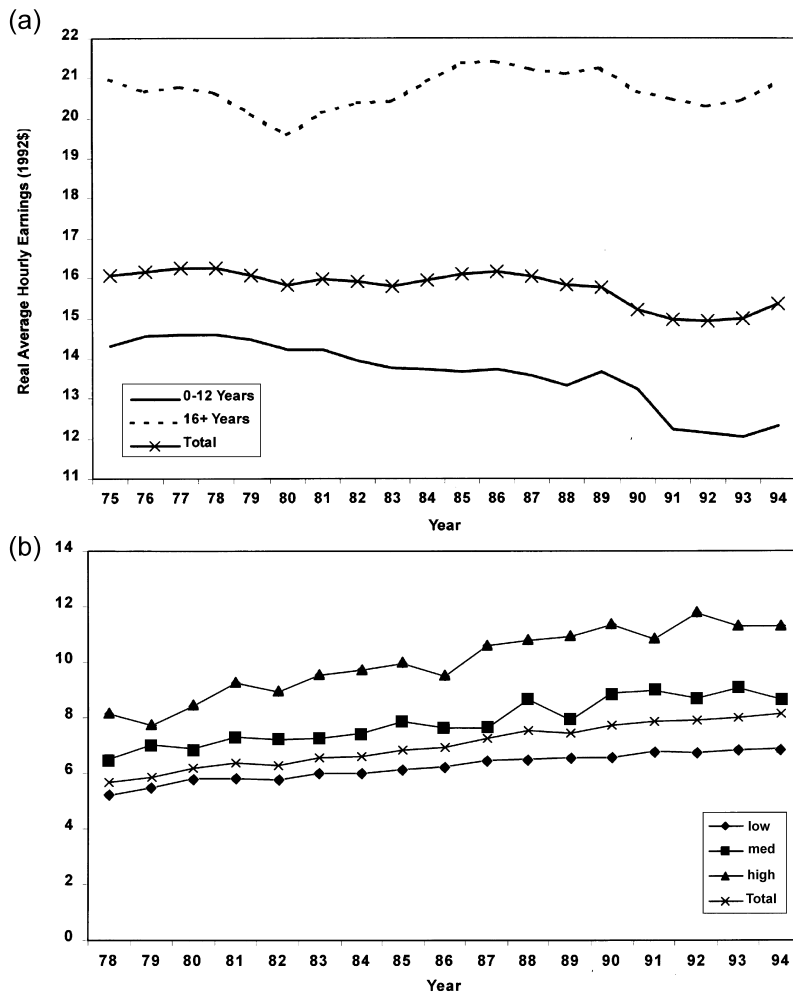 (a)
22
21
20
19
18
17
16
15
14
13
12
11
Real Average Hourly Earnings (1992$)
0-12 Years
16+ Years
Total
75 76 77 78 79 80 81 82 83 84 85 86 87 88 89 90 91 92 93 94
Year
(b)
14
12
10
8
6
4
2
0
low
med
high
Total
78 79 80 81 82 83 84 85 86 87 88 89 90 91 92 93 94
Year